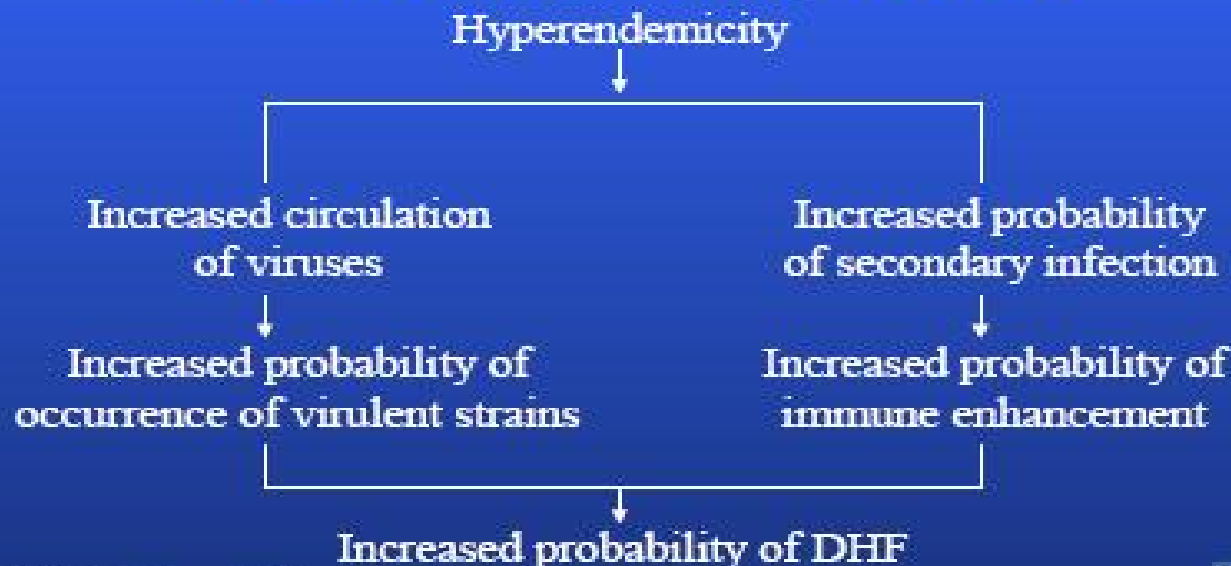 Hyperendemicity
Increased circulation
of viruses
Increased probability
of secondary infection
Increased probability of
occurrence of virulent strains
Increased probability of
immune enhancement
Increased probability of DHF